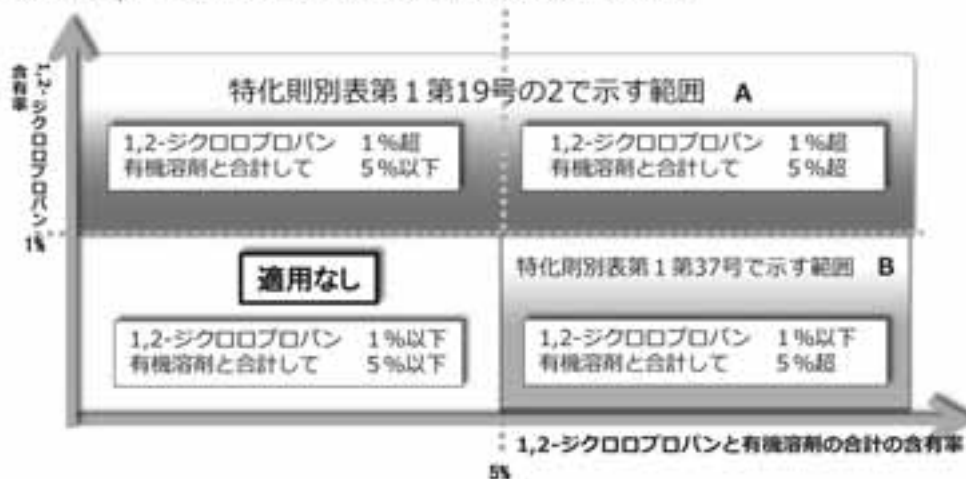 1,2-ジクロロプロパン
含有率
特化則別表第1第19号の2で示す範囲 A
1,2-ジクロロプロパン 1%超
有機溶剤と合計して 5%以下
1,2-ジクロロプロパン 1%超
有機溶剤と合計して 5%超
1%
適用なし
1,2-ジクロロプロパン 1%以下
有機溶剤と合計して 5%以下
特化則別表第1第37号で示す範囲 B
1,2-ジクロロプロパン 1%以下
有機溶剤と合計して 5%超
1,2-ジクロロプロパンと有機溶剤の合計の含有率
5%